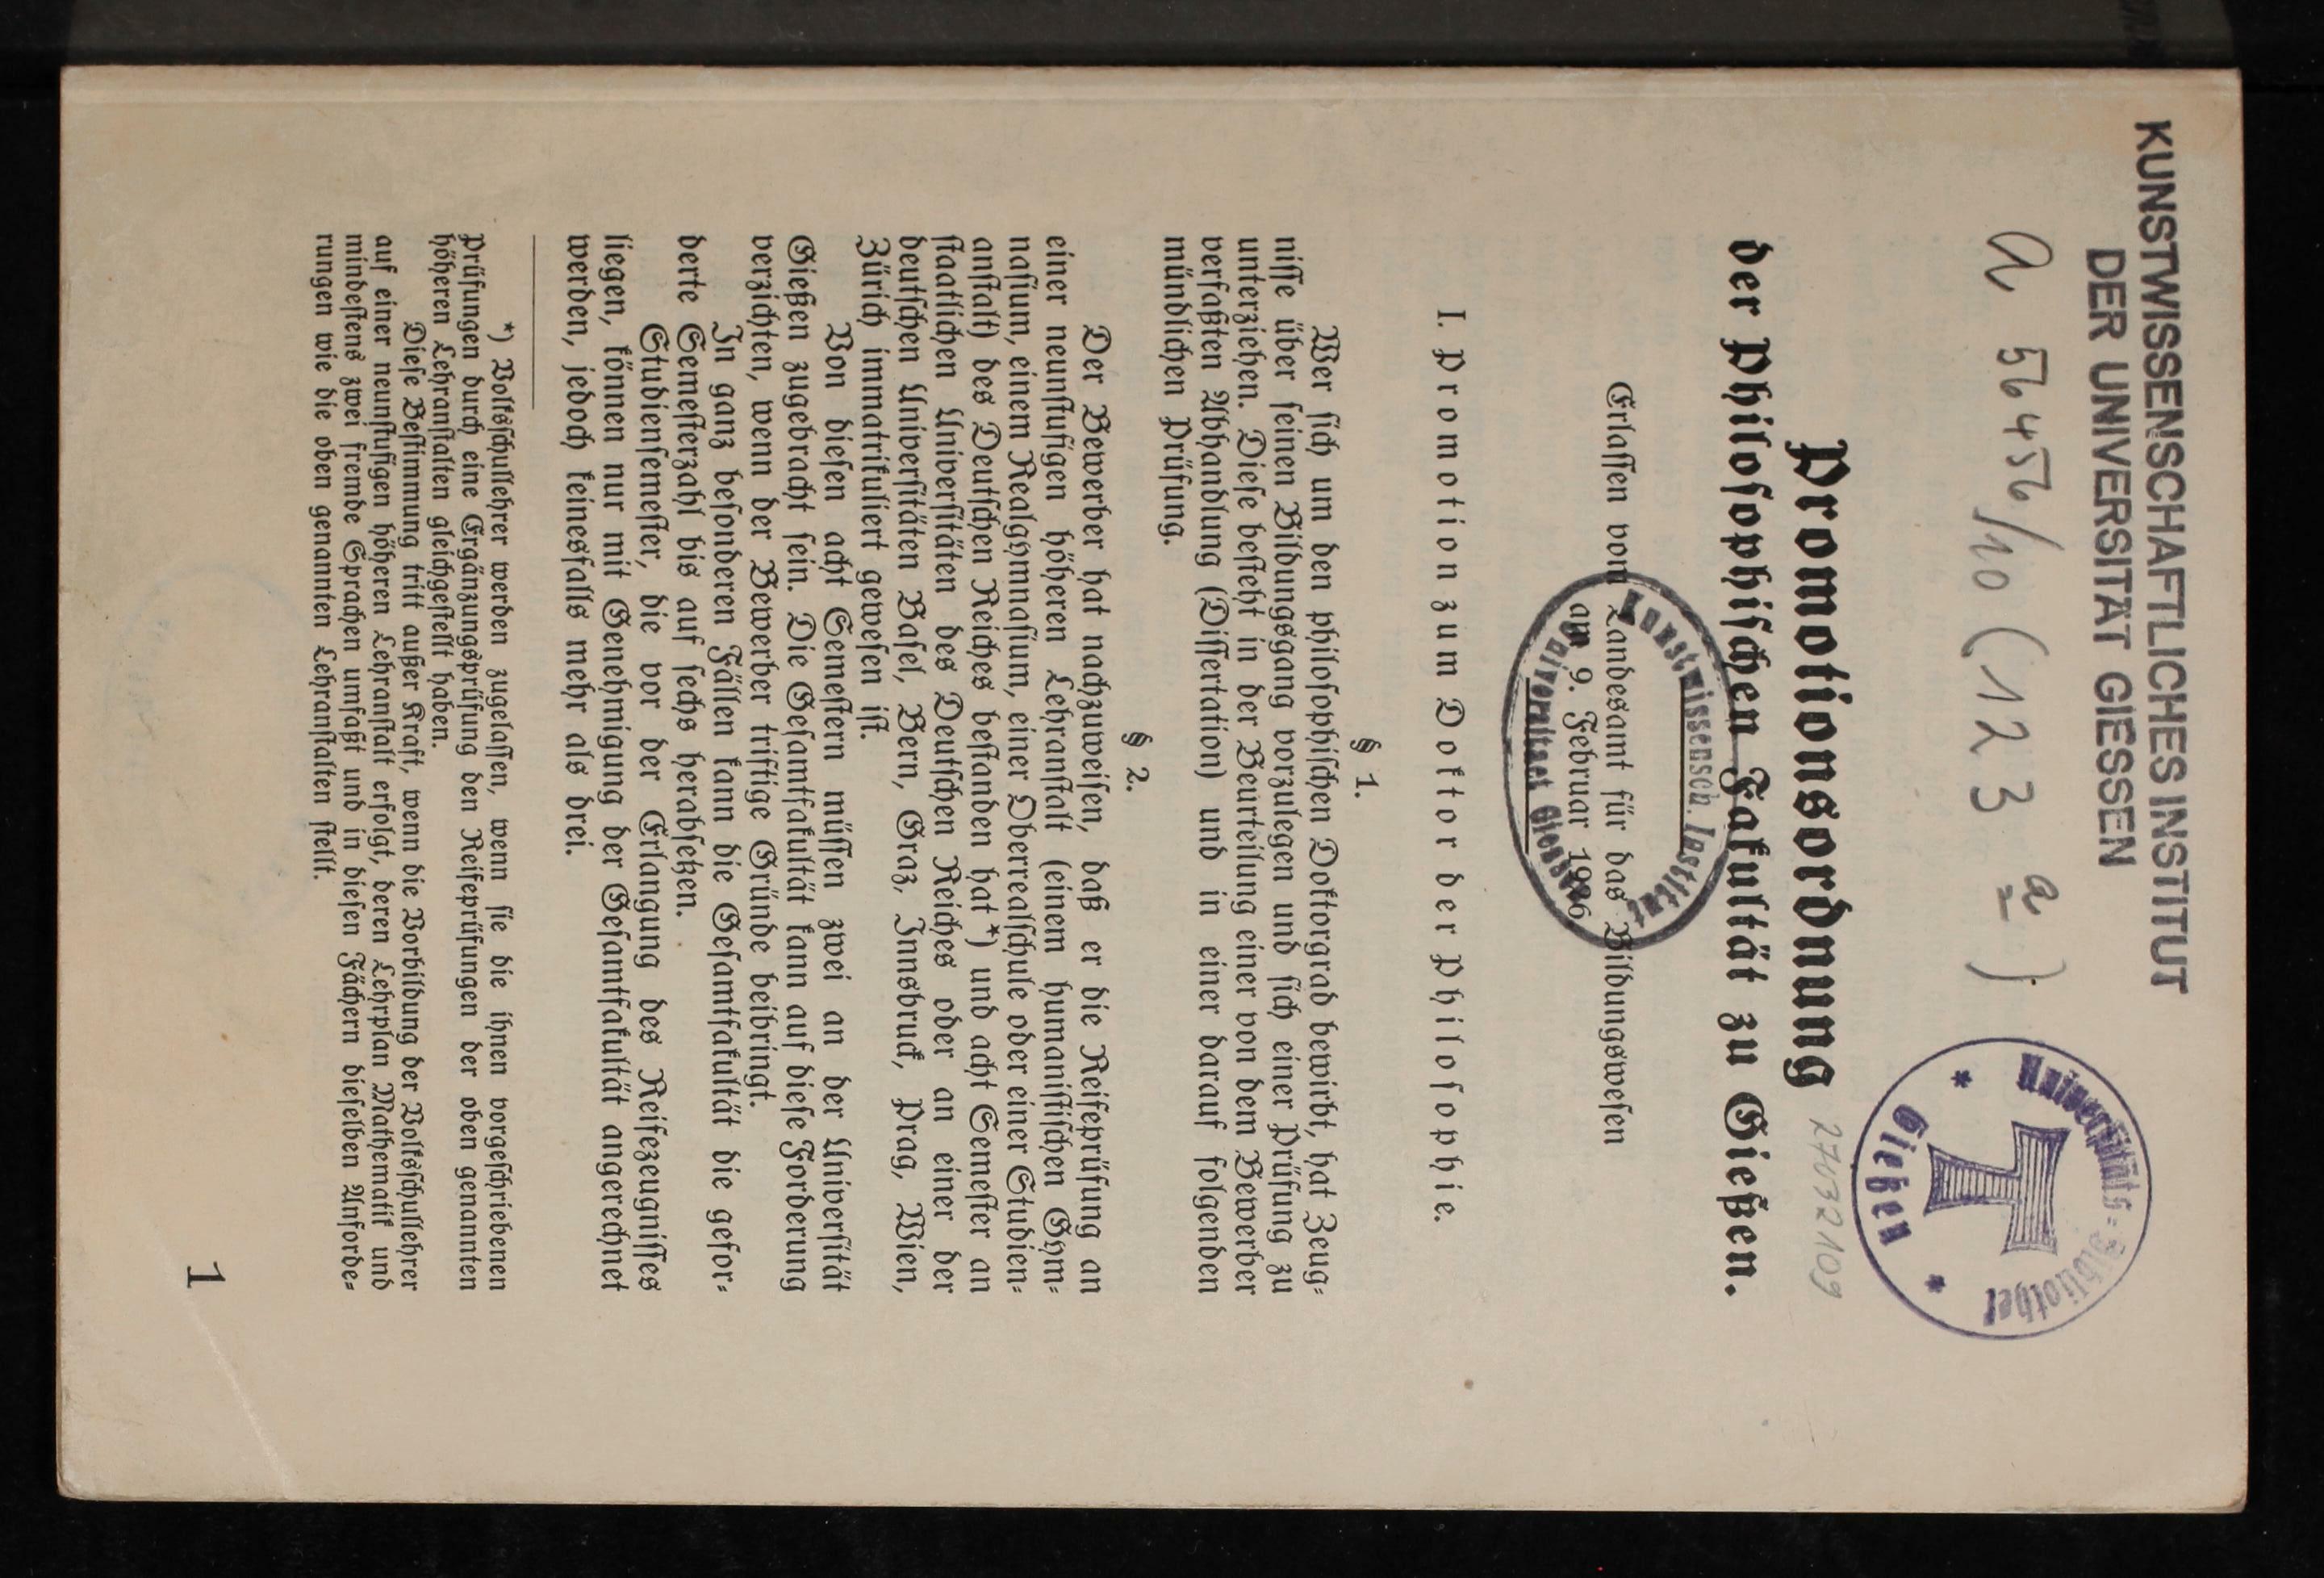 KUNSTWISSENSCHAFTLICHES INSTITUT
DER UNIVERSITÄT GIESSEN
a 56456/10 (123 a)
Universitäts-Bibliothek
* Gießen *
27032109
Promotionsordnung
der Philosophischen Fakultät zu Gießen.
Kunstwissensch. Institut
Universitaet Giessen
Erlassen vom Landesamt für das Bildungswesen
am 9. Februar 1926
I. Promotion zum Doktor der Philosophie.
§ 1.
Wer sich um den philosophischen Doktorgrad bewirbt, hat Zeug-
nisse über seinen Bildungsgang vorzulegen und sich einer Prüfung zu
unterziehen. Diese besteht in der Beurteilung einer von dem Bewerber
verfaßten Abhandlung (Dissertation) und in einer darauf folgenden
mündlichen Prüfung.
§ 2.
Der Bewerber hat nachzuweisen, daß er die Reifeprüfung an
einer neunstufigen höheren Lehranstalt (einem humanistischen Gym-
nasium, einem Realgymnasium, einer Oberrealschule oder einer Studien-
anstalt) des Deutschen Reiches bestanden hat*) und acht Semester an
staatlichen Universitäten des Deutschen Reiches oder an einer der
deutschen Universitäten Basel, Bern, Graz, Innsbruck, Prag, Wien,
Zürich immatrikuliert gewesen ist.
Von diesen acht Semestern müssen zwei an der Universität
Gießen zugebracht sein. Die Gesamtfakultät kann auf diese Forderung
verzichten, wenn der Bewerber triftige Gründe beibringt.
In ganz besonderen Fällen kann die Gesamtfakultät die gefor-
derte Semesterzahl bis auf sechs herabsetzen.
Studiensemester, die vor der Erlangung des Reifezeugnisses
liegen, können nur mit Genehmigung der Gesamtfakultät angerechnet
werden, jedoch keinesfalls mehr als drei.
*) Volksschullehrer werden zugelassen, wenn sie die ihnen vorgeschriebenen
Prüfungen durch eine Ergänzungsprüfung den Reifeprüfungen der oben genannten
höheren Lehranstalten gleichgestellt haben.
Diese Bestimmung tritt außer Kraft, wenn die Vorbildung der Volksschullehrer
auf einer neunstufigen höheren Lehranstalt erfolgt, deren Lehrplan Mathematik und
mindestens zwei fremde Sprachen umfaßt und in diesen Fächern dieselben Anforde-
rungen wie die oben genannten Lehranstalten stellt.
1